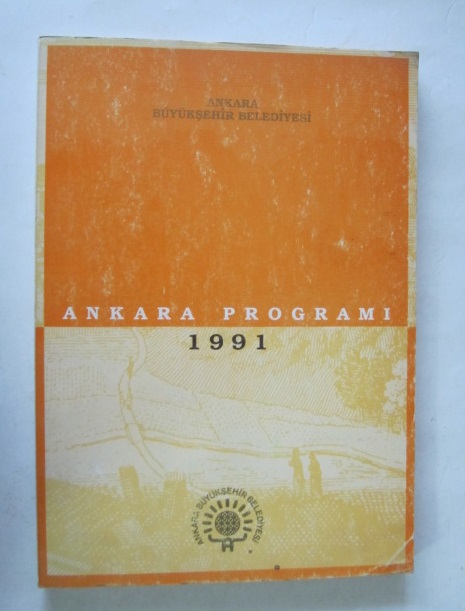 ANKARA
BÜYÜKŞEHİR BELEDİYESİ
ANKARA PROGRAMI
1991
ANKARA BÜYÜKŞEHİR BELEDİYESİ